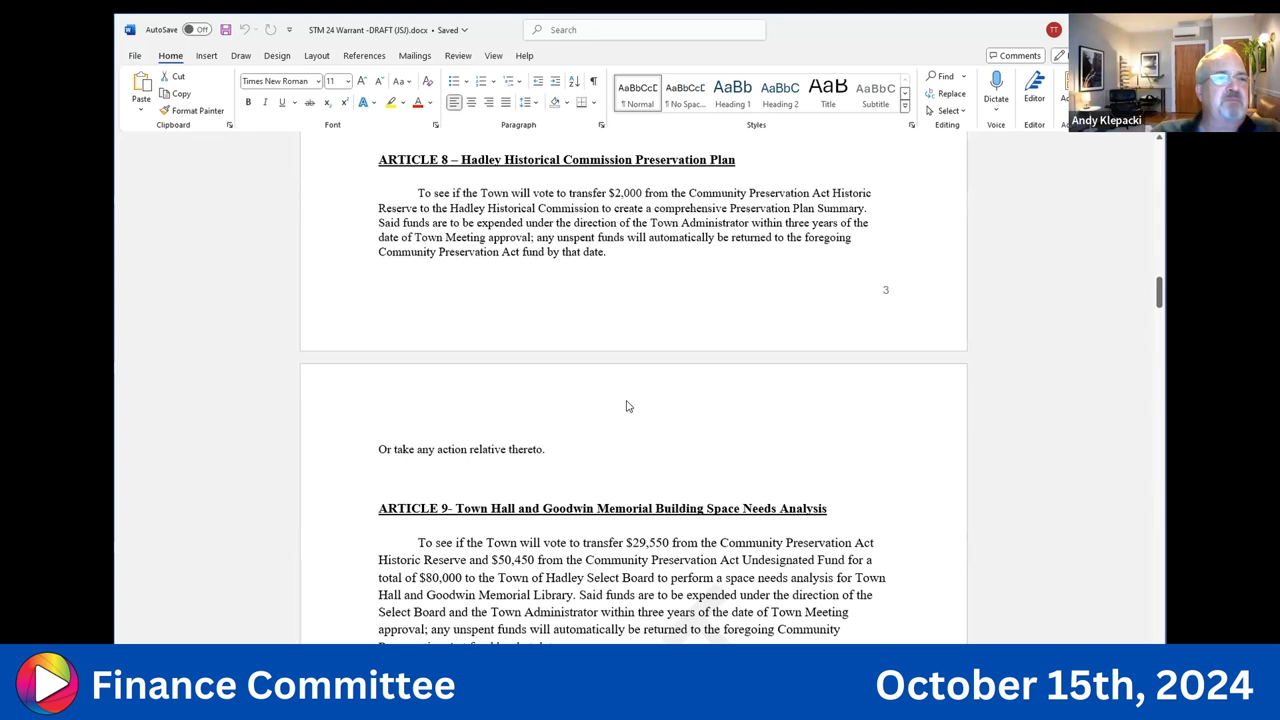 AutoSave Off STM 24 Warrant -DRAFT (JSJ).docx • Saved Search TT
File Home Insert Draw Design Layout References Mailings Review View Help Comments
Paste Cut Copy Format Painter Clipboard
Times New Roman 11 Aa A
B I U ab x₂ x² A A Font
Paragraph
AaBbCcD AaBbCcD AaBb AaBbC AaB AaBbC
¶ Normal ¶ No Spac... Heading 1 Heading 2 Title Subtitle Styles
Find Replace Select Editing
Dictate Voice Editor Editor
Andy Klepacki
ARTICLE 8 – Hadley Historical Commission Preservation Plan
To see if the Town will vote to transfer $2,000 from the Community Preservation Act Historic
Reserve to the Hadley Historical Commission to create a comprehensive Preservation Plan Summary.
Said funds are to be expended under the direction of the Town Administrator within three years of the
date of Town Meeting approval; any unspent funds will automatically be returned to the foregoing
Community Preservation Act fund by that date.
3
Or take any action relative thereto.
ARTICLE 9- Town Hall and Goodwin Memorial Building Space Needs Analysis
To see if the Town will vote to transfer $29,550 from the Community Preservation Act
Historic Reserve and $50,450 from the Community Preservation Act Undesignated Fund for a
total of $80,000 to the Town of Hadley Select Board to perform a space needs analysis for Town
Hall and Goodwin Memorial Library. Said funds are to be expended under the direction of the
Select Board and the Town Administrator within three years of the date of Town Meeting
approval; any unspent funds will automatically be returned to the foregoing Community
Finance Committee
October 15th, 2024